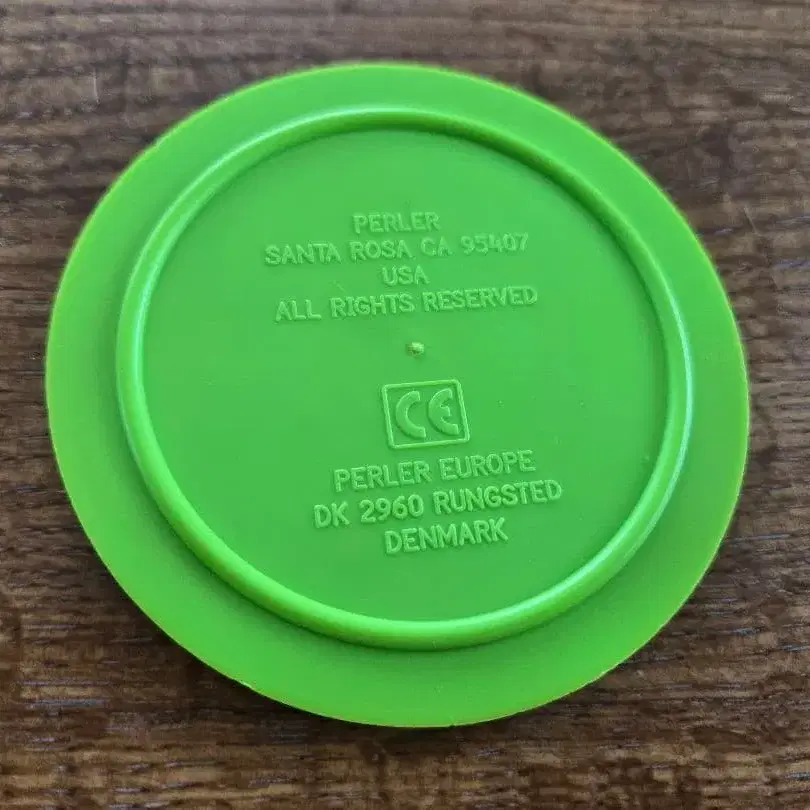 PERLER
SANTA ROSA CA 95407
USA
ALL RIGHTS RESERVED
CE
PERLER EUROPE
DK 2960 RUNGSTED
DENMARK